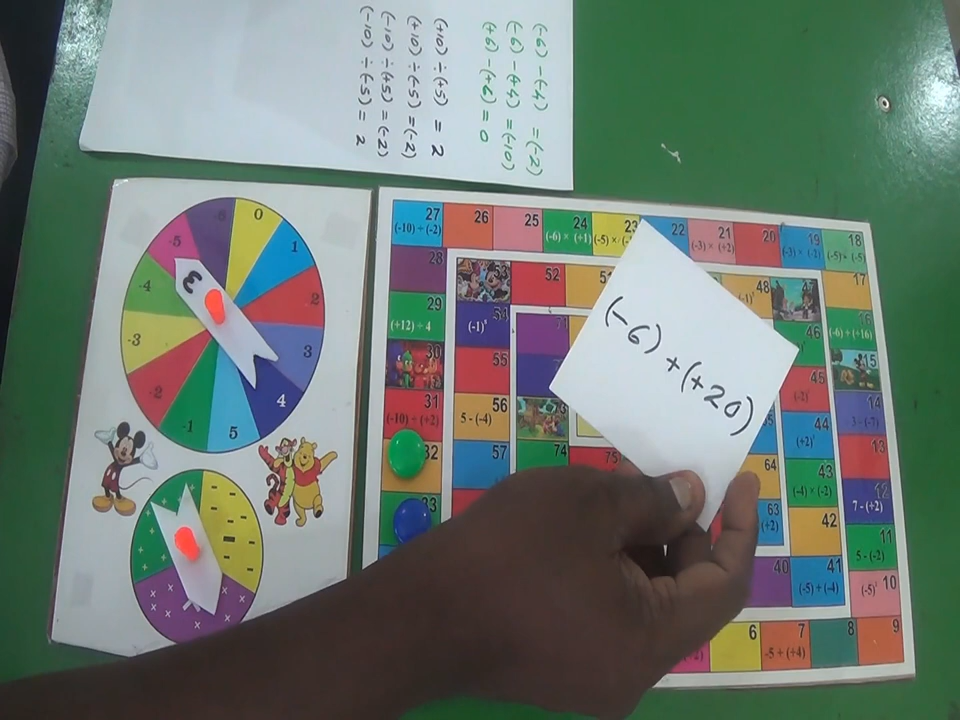 (-6) - (-4) = (-2)
(-6) - (+4) = (-10)
(+6) - (+6) = 0
(+10) ÷ (+5) = 2
(+10) ÷ (-5) = (-2)
(-10) ÷ (+5) = (-2)
(-10) ÷ (-5) = 2
(-6) + (+20)
0
1
2
3
4
5
-1
-2
-3
-4
-5
3
27 26 25 24 23 22 21 20 19 18
(-10) ÷ (-2) (-6) × (+1) (-3) × (+2) (-5) × (-5)
28 52 48 47 17
29 16
(+12) ÷ 4 (-6) + (+16)
30 55 15
31 56 45 14
(-10) ÷ (+2) 5 - (-4)
32 57 74 75 64 44 13
43 12
(-4) × (-2) 7 - (+2)
33 63 42 11
(+2) 5 - (-2)
40 41 10
(-5) + (-4)
6 7 8 9
-5 + (+4)